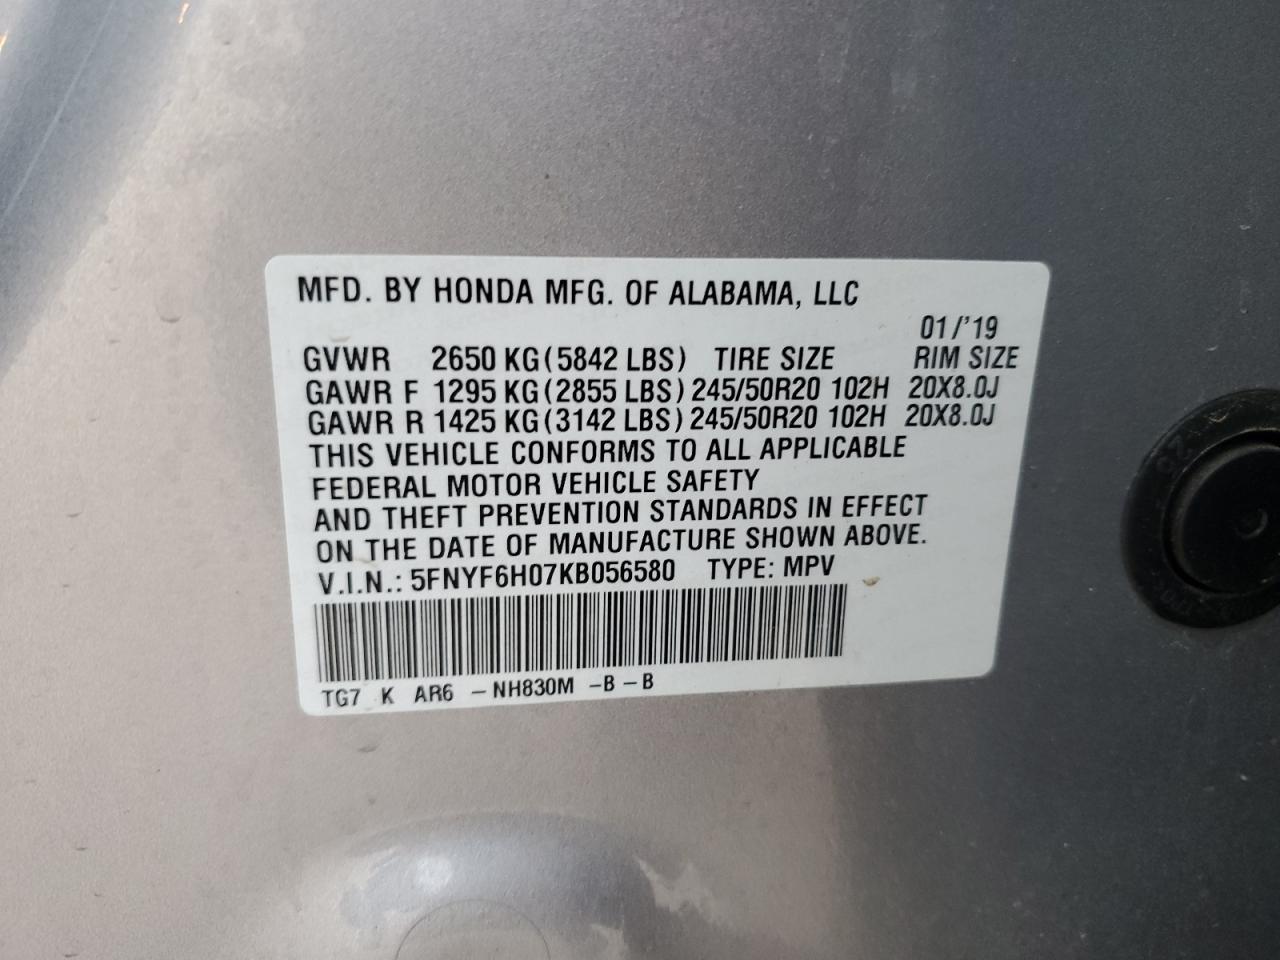 MFD. BY HONDA MFG. OF ALABAMA, LLC
01/'19
GVWR 2650 KG (5842 LBS) TIRE SIZE RIM SIZE
GAWR F 1295 KG (2855 LBS) 245/50R20 102H 20X8.0J
GAWR R 1425 KG (3142 LBS) 245/50R20 102H 20X8.0J
THIS VEHICLE CONFORMS TO ALL APPLICABLE
FEDERAL MOTOR VEHICLE SAFETY
AND THEFT PREVENTION STANDARDS IN EFFECT
ON THE DATE OF MANUFACTURE SHOWN ABOVE.
V.I.N.: 5FNYF6H07KB056580 TYPE: MPV
TG7 K AR6 – NH830M – B – B